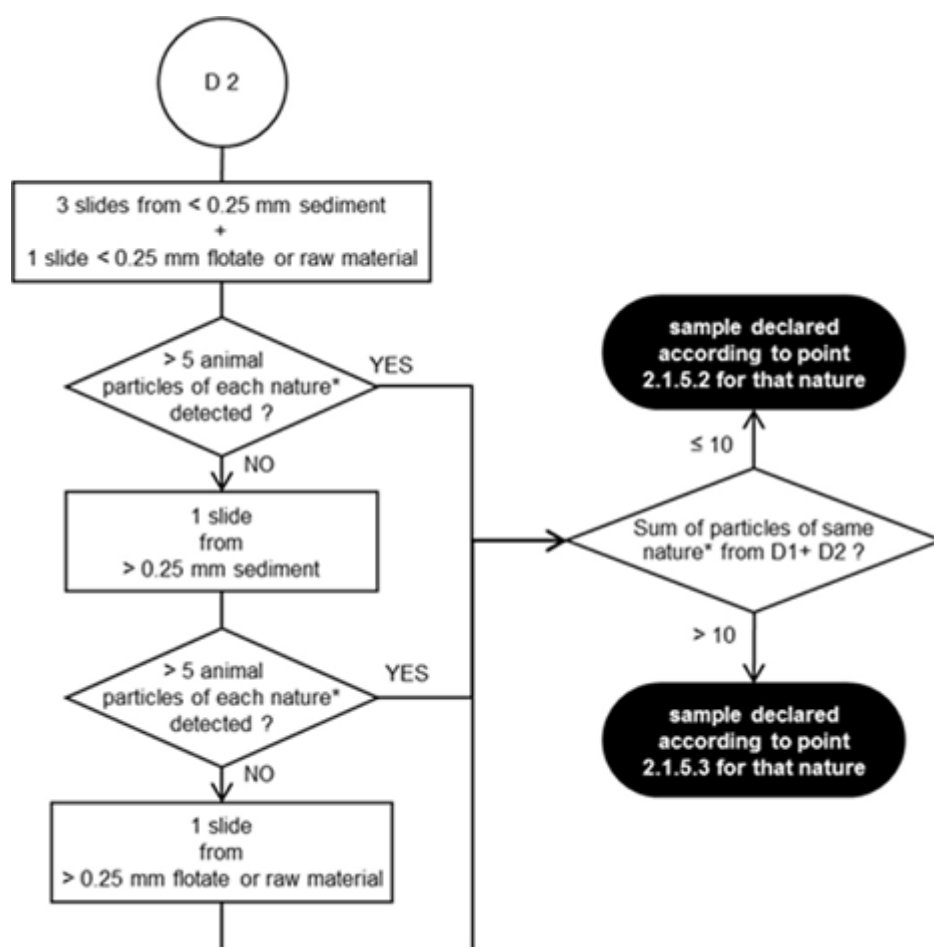 D 2
3 slides from < 0.25 mm sediment
+
1 slide < 0.25 mm flotate or raw material
> 5 animal
particles of each nature*
detected ?
YES
NO
1 slide
from
> 0.25 mm sediment
> 5 animal
particles of each nature*
detected ?
YES
NO
1 slide
from
> 0.25 mm flotate or raw material
sample declared
according to point
2.1.5.2 for that nature
≤ 10
Sum of particles of same
nature* from D1+ D2 ?
> 10
sample declared
according to point
2.1.5.3 for that nature